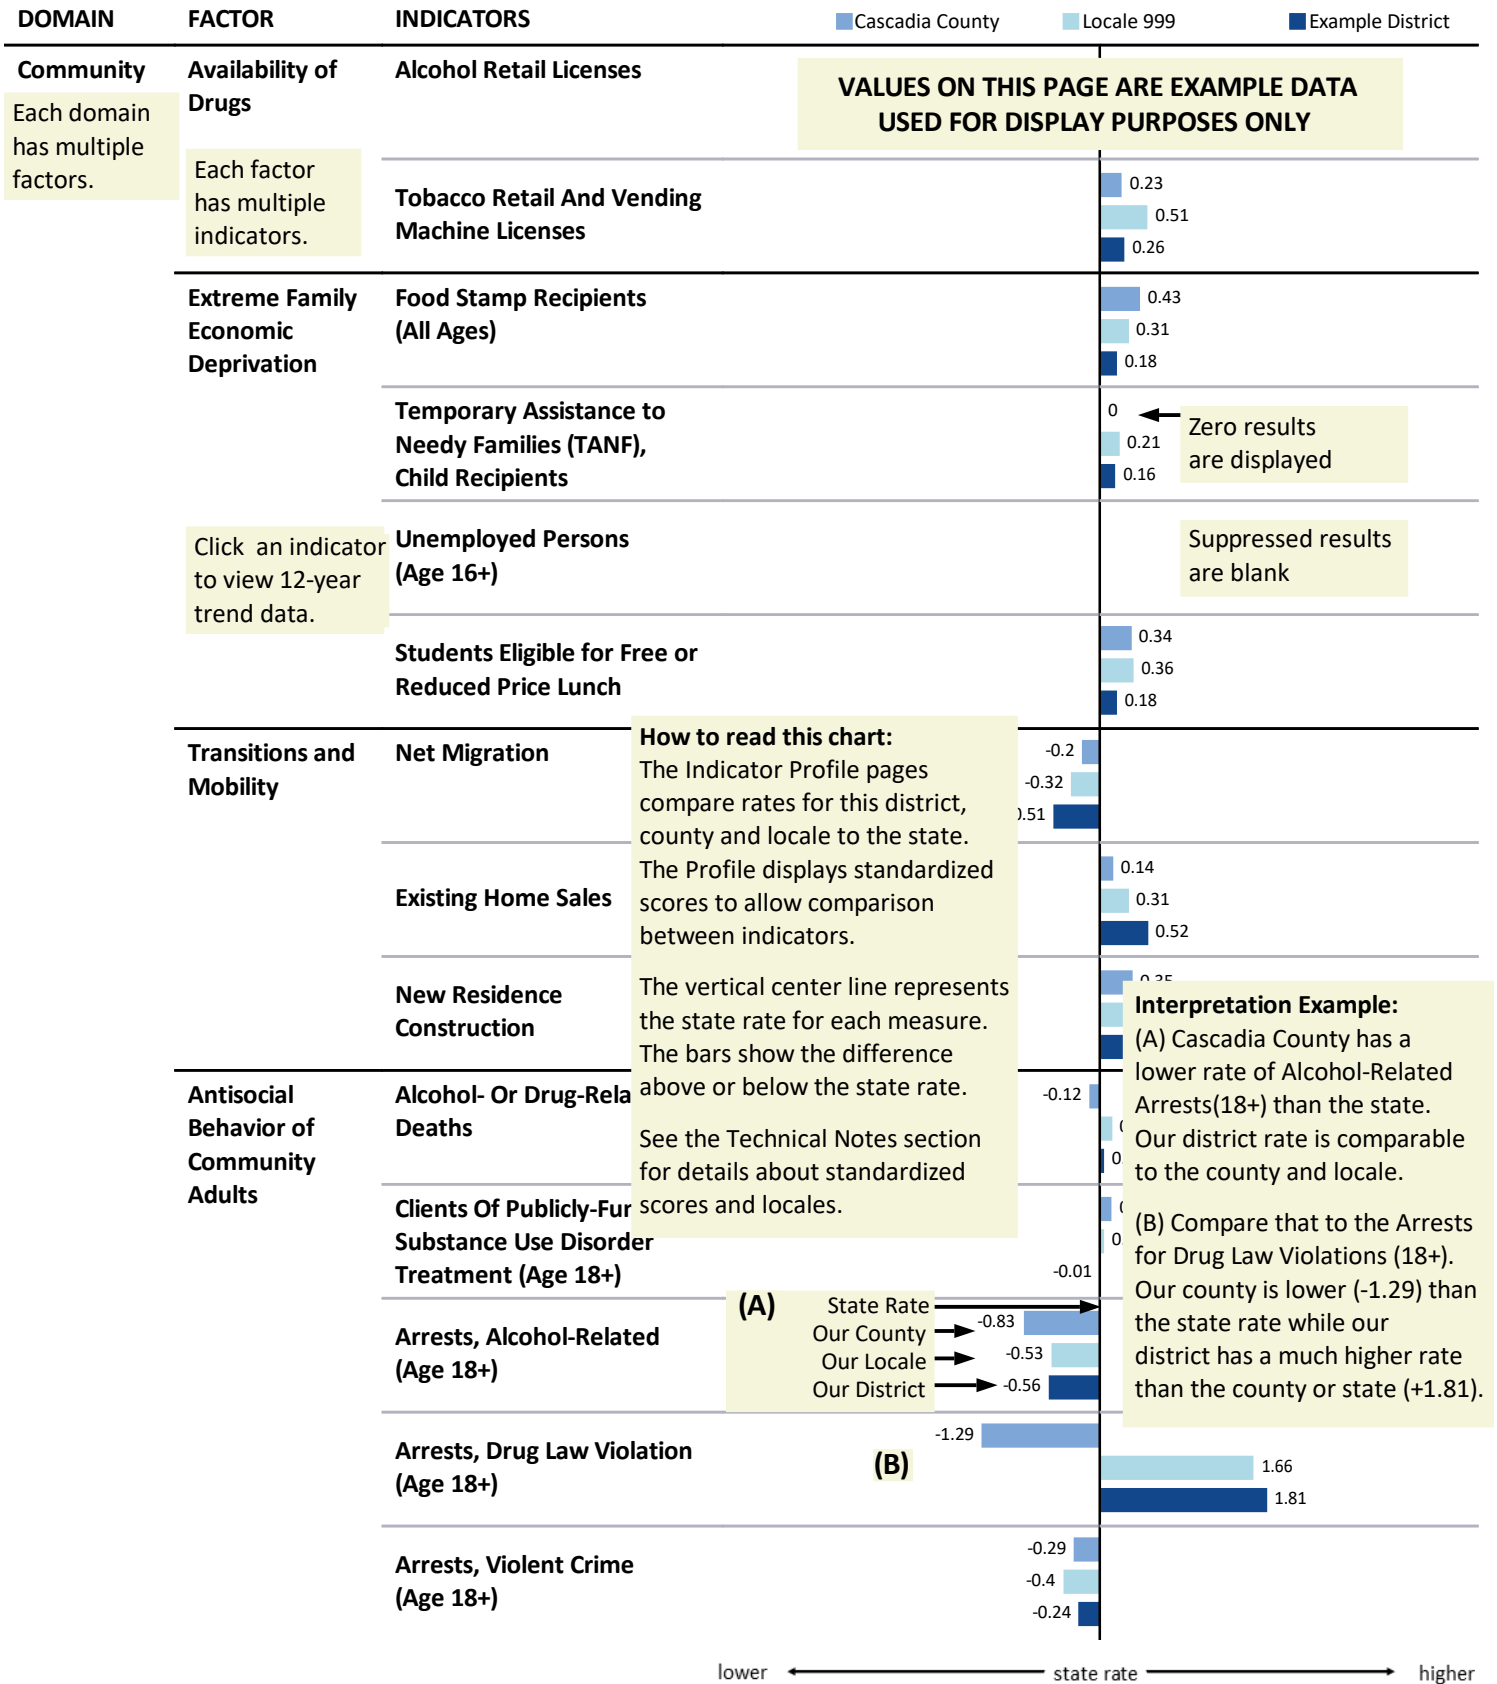 DOMAIN FACTOR INDICATORS Cascadia County Locale 999 Example District
Community
Each domain
has multiple
factors.
Availability of
Drugs
Each factor
has multiple
indicators.
Alcohol Retail Licenses
VALUES ON THIS PAGE ARE EXAMPLE DATA
USED FOR DISPLAY PURPOSES ONLY
Tobacco Retail And Vending
Machine Licenses
0.23
0.51
0.26
Extreme Family
Economic
Deprivation
Food Stamp Recipients
(All Ages)
0.43
0.31
0.18
Temporary Assistance to
Needy Families (TANF),
Child Recipients
0
0.21
0.16
Zero results
are displayed
Click an indicator
to view 12-year
trend data.
Unemployed Persons
(Age 16+)
Suppressed results
are blank
Students Eligible for Free or
Reduced Price Lunch
0.34
0.36
0.18
Transitions and
Mobility
Net Migration
-0.2
-0.32
0.51
How to read this chart:
The Indicator Profile pages
compare rates for this district,
county and locale to the state.
The Profile displays standardized
scores to allow comparison
between indicators.
The vertical center line represents
the state rate for each measure.
The bars show the difference
above or below the state rate.
See the Technical Notes section
for details about standardized
scores and locales.
Existing Home Sales
0.14
0.31
0.52
New Residence
Construction
0.35
Interpretation Example:
(A) Cascadia County has a
lower rate of Alcohol-Related
Arrests(18+) than the state.
Our district rate is comparable
to the county and locale.
(B) Compare that to the Arrests
for Drug Law Violations (18+).
Our county is lower (-1.29) than
the state rate while our
district has a much higher rate
than the county or state (+1.81).
Antisocial
Behavior of
Community
Adults
Alcohol- Or Drug-Rela
Deaths
-0.12
0.
Clients Of Publicly-Fun
Substance Use Disorder
Treatment (Age 18+)
0.
-0.01
Arrests, Alcohol-Related
(Age 18+)
(A) State Rate
Our County -0.83
Our Locale -0.53
Our District -0.56
Arrests, Drug Law Violation
(Age 18+)
(B)
-1.29
1.66
1.81
Arrests, Violent Crime
(Age 18+)
-0.29
-0.4
-0.24
lower state rate higher